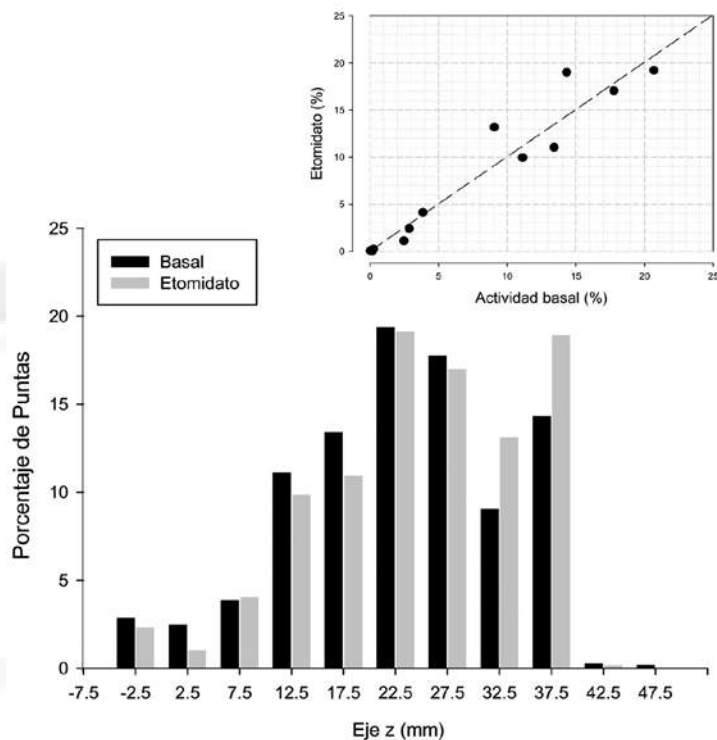 25
20
15
10
5
0
Etomidato (%)
0 5 10 15 20 25
Actividad basal (%)
25
20
15
10
5
0
Porcentaje de Puntas
Basal
Etomidato
-7.5 -2.5 2.5 7.5 12.5 17.5 22.5 27.5 32.5 37.5 42.5 47.5
Eje z (mm)